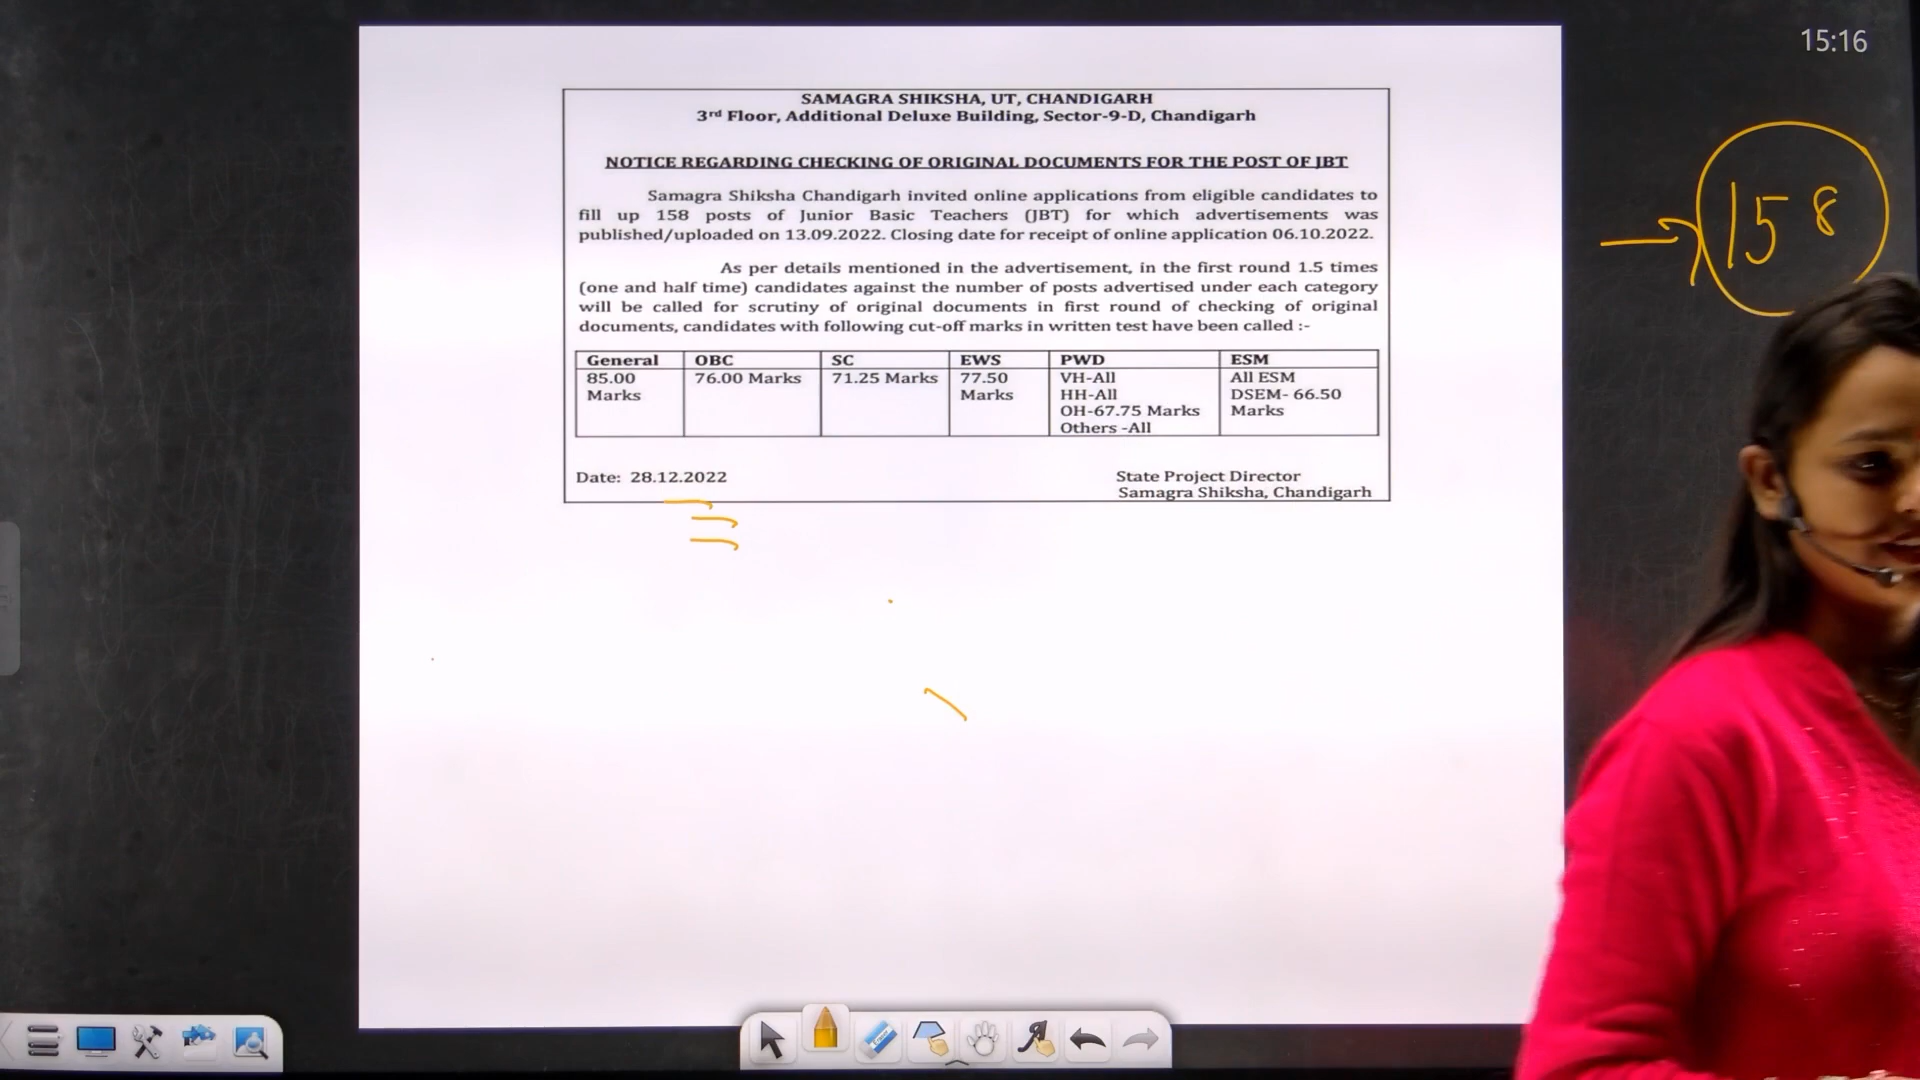 15:16
SAMAGRA SHIKSHA, UT, CHANDIGARH
3rd Floor, Additional Deluxe Building, Sector-9-D, Chandigarh
NOTICE REGARDING CHECKING OF ORIGINAL DOCUMENTS FOR THE POST OF JBT
Samagra Shiksha Chandigarh invited online applications from eligible candidates to
fill up 158 posts of Junior Basic Teachers (JBT) for which advertisements was
published/uploaded on 13.09.2022. Closing date for receipt of online application 06.10.2022.
As per details mentioned in the advertisement, in the first round 1.5 times
(one and half time) candidates against the number of posts advertised under each category
will be called for scrutiny of original documents in first round of checking of original
documents, candidates with following cut-off marks in written test have been called :-
General OBC SC EWS PWD ESM
85.00 76.00 Marks 71.25 Marks 77.50 VH-All All ESM
Marks Marks HH-All DSEM- 66.50
OH-67.75 Marks Marks
Others -All
Date: 28.12.2022 State Project Director
Samagra Shiksha, Chandigarh
158